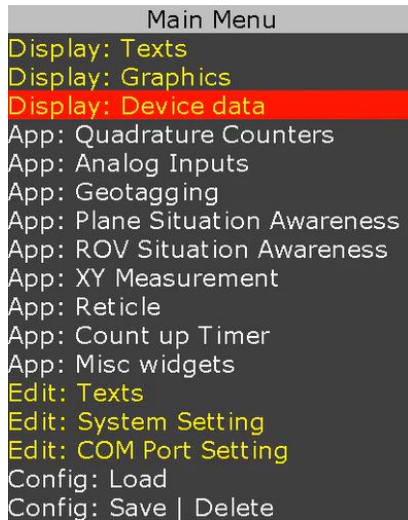 Main Menu
Display: Texts
Display: Graphics
Display: Device data
App: Quadrature Counters
App: Analog Inputs
App: Geotagging
App: Plane Situation Awareness
App: ROV Situation Awareness
App: XY Measurement
App: Reticle
App: Count up Timer
App: Misc widgets
Edit: Texts
Edit: System Setting
Edit: COM Port Setting
Config: Load
Config: Save | Delete